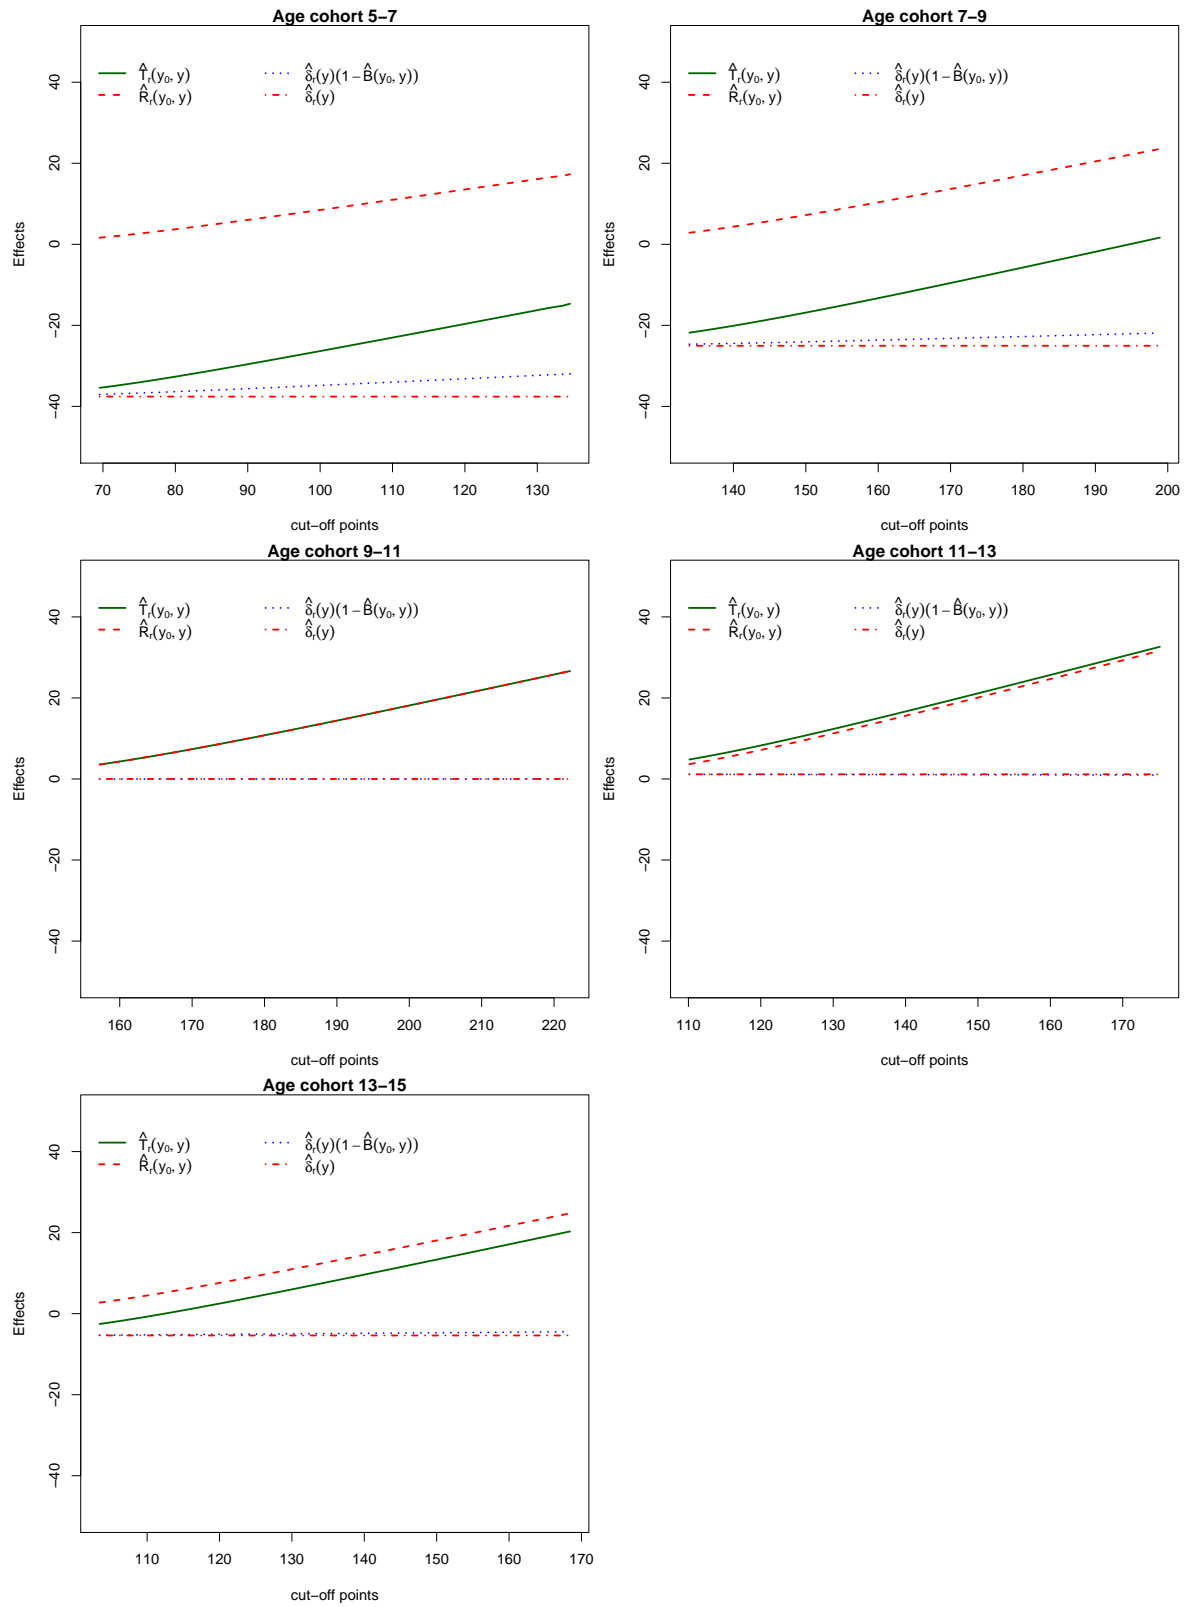 Age cohort 5−7
T̂ᵣ(y₀, y) δ̂ᵣ(y)(1−B̂(y₀, y))
R̂ᵣ(y₀, y) δ̂ᵣ(y)
Effects
40
20
0
−20
−40
70 80 90 100 110 120 130
cut−off points
Age cohort 7−9
T̂ᵣ(y₀, y) δ̂ᵣ(y)(1−B̂(y₀, y))
R̂ᵣ(y₀, y) δ̂ᵣ(y)
Effects
40
20
0
−20
−40
140 150 160 170 180 190 200
cut−off points
Age cohort 9−11
T̂ᵣ(y₀, y) δ̂ᵣ(y)(1−B̂(y₀, y))
R̂ᵣ(y₀, y) δ̂ᵣ(y)
Effects
40
20
0
−20
−40
160 170 180 190 200 210 220
cut−off points
Age cohort 11−13
T̂ᵣ(y₀, y) δ̂ᵣ(y)(1−B̂(y₀, y))
R̂ᵣ(y₀, y) δ̂ᵣ(y)
Effects
40
20
0
−20
−40
110 120 130 140 150 160 170
cut−off points
Age cohort 13−15
T̂ᵣ(y₀, y) δ̂ᵣ(y)(1−B̂(y₀, y))
R̂ᵣ(y₀, y) δ̂ᵣ(y)
Effects
40
20
0
−20
−40
110 120 130 140 150 160 170
cut−off points